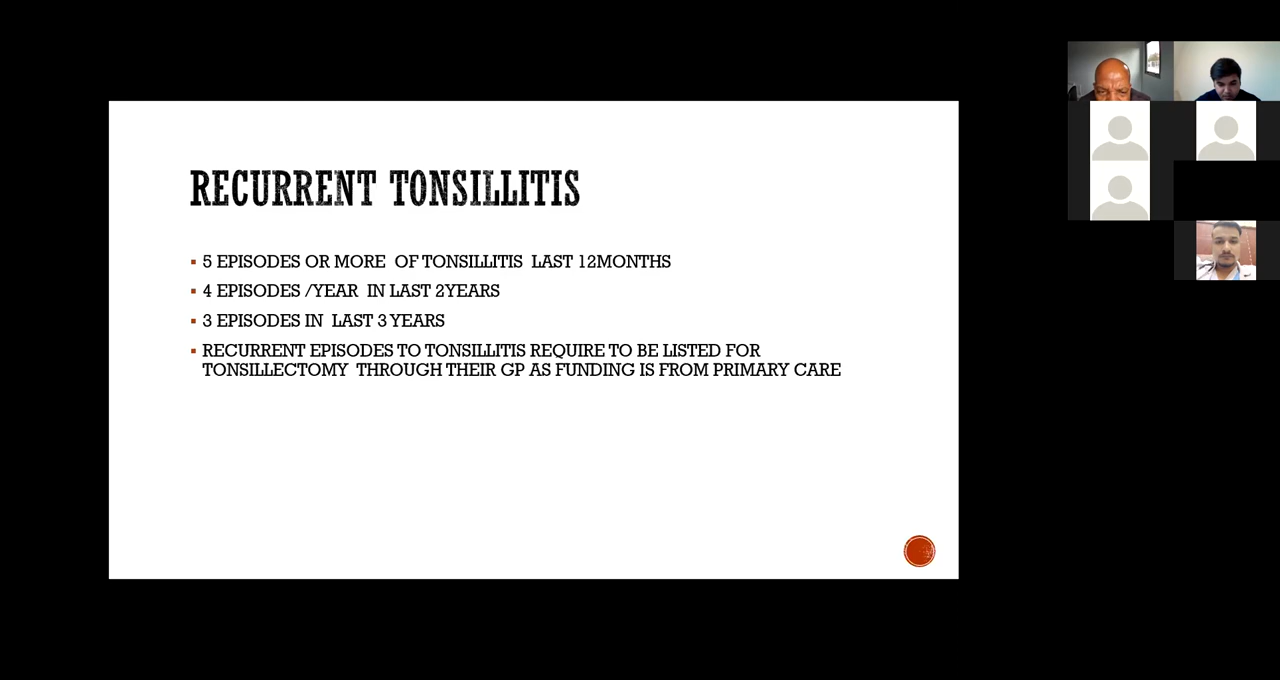 RECURRENT TONSILLITIS
5 EPISODES OR MORE OF TONSILLITIS LAST 12MONTHS
4 EPISODES /YEAR IN LAST 2YEARS
3 EPISODES IN LAST 3 YEARS
RECURRENT EPISODES TO TONSILLITIS REQUIRE TO BE LISTED FOR
TONSILLECTOMY THROUGH THEIR GP AS FUNDING IS FROM PRIMARY CARE